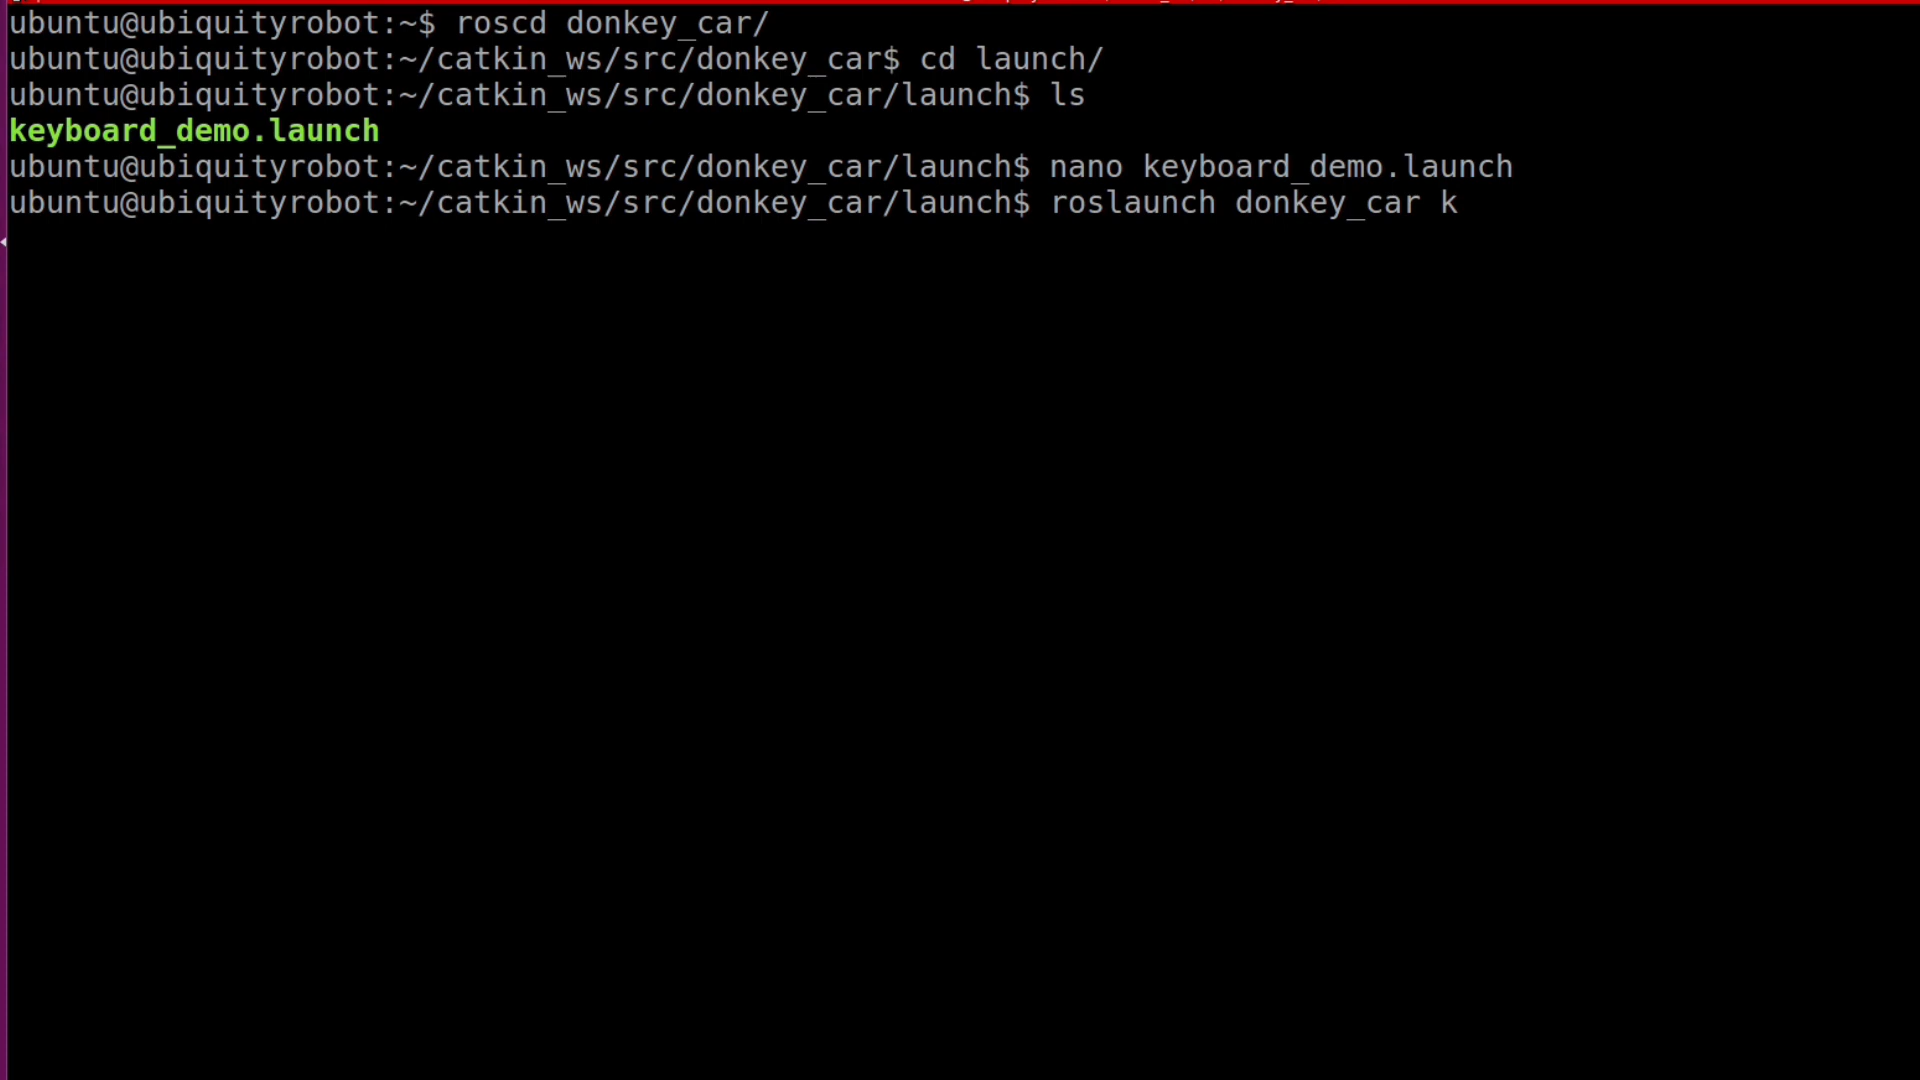 ubuntu@ubiquityrobot:~$ roscd donkey_car/
ubuntu@ubiquityrobot:~/catkin_ws/src/donkey_car$ cd launch/
ubuntu@ubiquityrobot:~/catkin_ws/src/donkey_car/launch$ ls
keyboard_demo.launch
ubuntu@ubiquityrobot:~/catkin_ws/src/donkey_car/launch$ nano keyboard_demo.launch
ubuntu@ubiquityrobot:~/catkin_ws/src/donkey_car/launch$ roslaunch donkey_car k